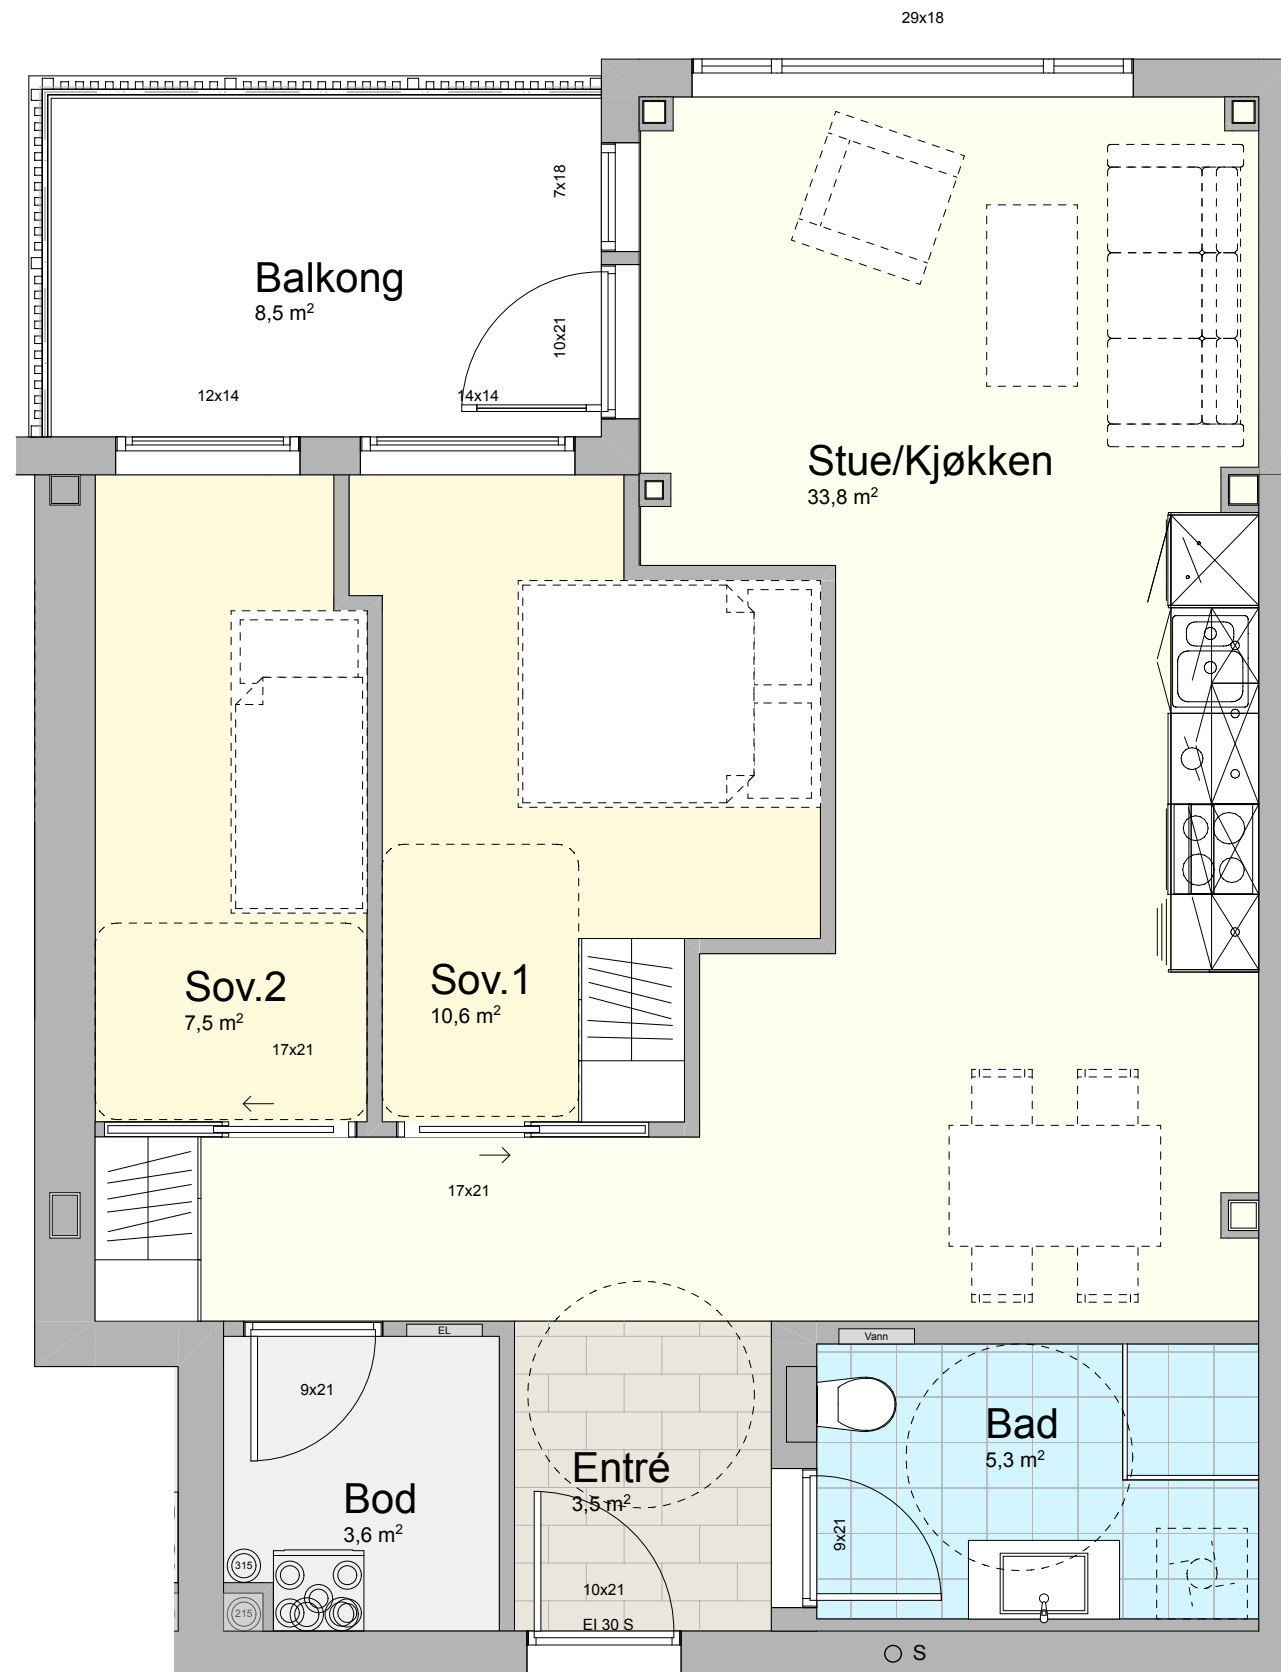 29x18
7x18
Balkong
8,5 m²
10x21
12x14
14x14
Stue/Kjøkken
33,8 m²
Sov.2
7,5 m²
17x21
Sov.1
10,6 m²
17x21
EL
Vann
9x21
Bad
5,3 m²
Entré
3,5 m²
Bod
3,6 m²
9x21
315
10x21
215
EI 30 S
S